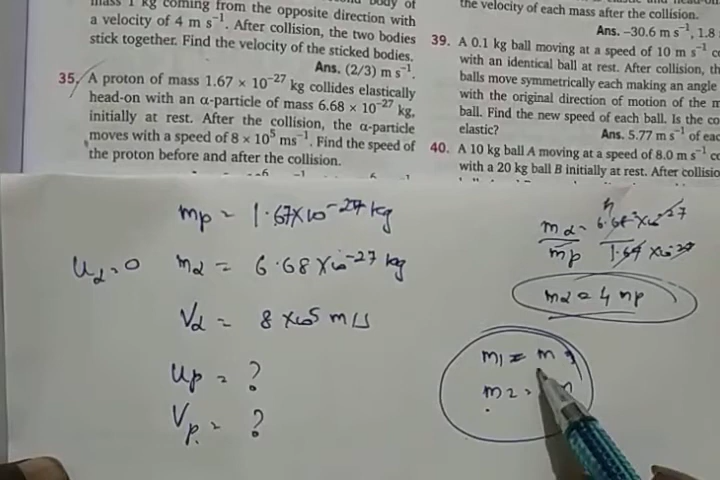 mass 1 kg coming from the opposite direction with
a velocity of 4 m s⁻¹. After collision, the two bodies
stick together. Find the velocity of the sticked bodies.
Ans. (2/3) m s⁻¹.
35. A proton of mass 1.67 × 10⁻²⁷ kg collides elastically
head-on with an α-particle of mass 6.68 × 10⁻²⁷ kg,
initially at rest. After the collision, the α-particle
moves with a speed of 8 × 10⁵ ms⁻¹. Find the speed of
the proton before and after the collision.
the velocity of each mass after the collision.
Ans. –30.6 m s⁻¹, 1.8
39. A 0.1 kg ball moving at a speed of 10 m s⁻¹
with an identical ball at rest. After collision,
balls move symmetrically each making an angle
with the original direction of motion of the
ball. Find the new speed of each ball. Is the
elastic?
Ans. 5.77 m s⁻¹ of
40. A 10 kg ball A moving at a speed of 8.0 m s⁻¹
with a 20 kg ball B initially at rest. After
mp = 1.67×10⁻²⁷ kg
uα = 0 mα = 6.68×10⁻²⁷ kg
Vα = 8×10⁵ m/s
up = ?
Vp = ?
mα = 6.68×10⁻²⁷
mp 1.67×10⁻²⁷
mα = 4 mp
m1 = m
m2 =